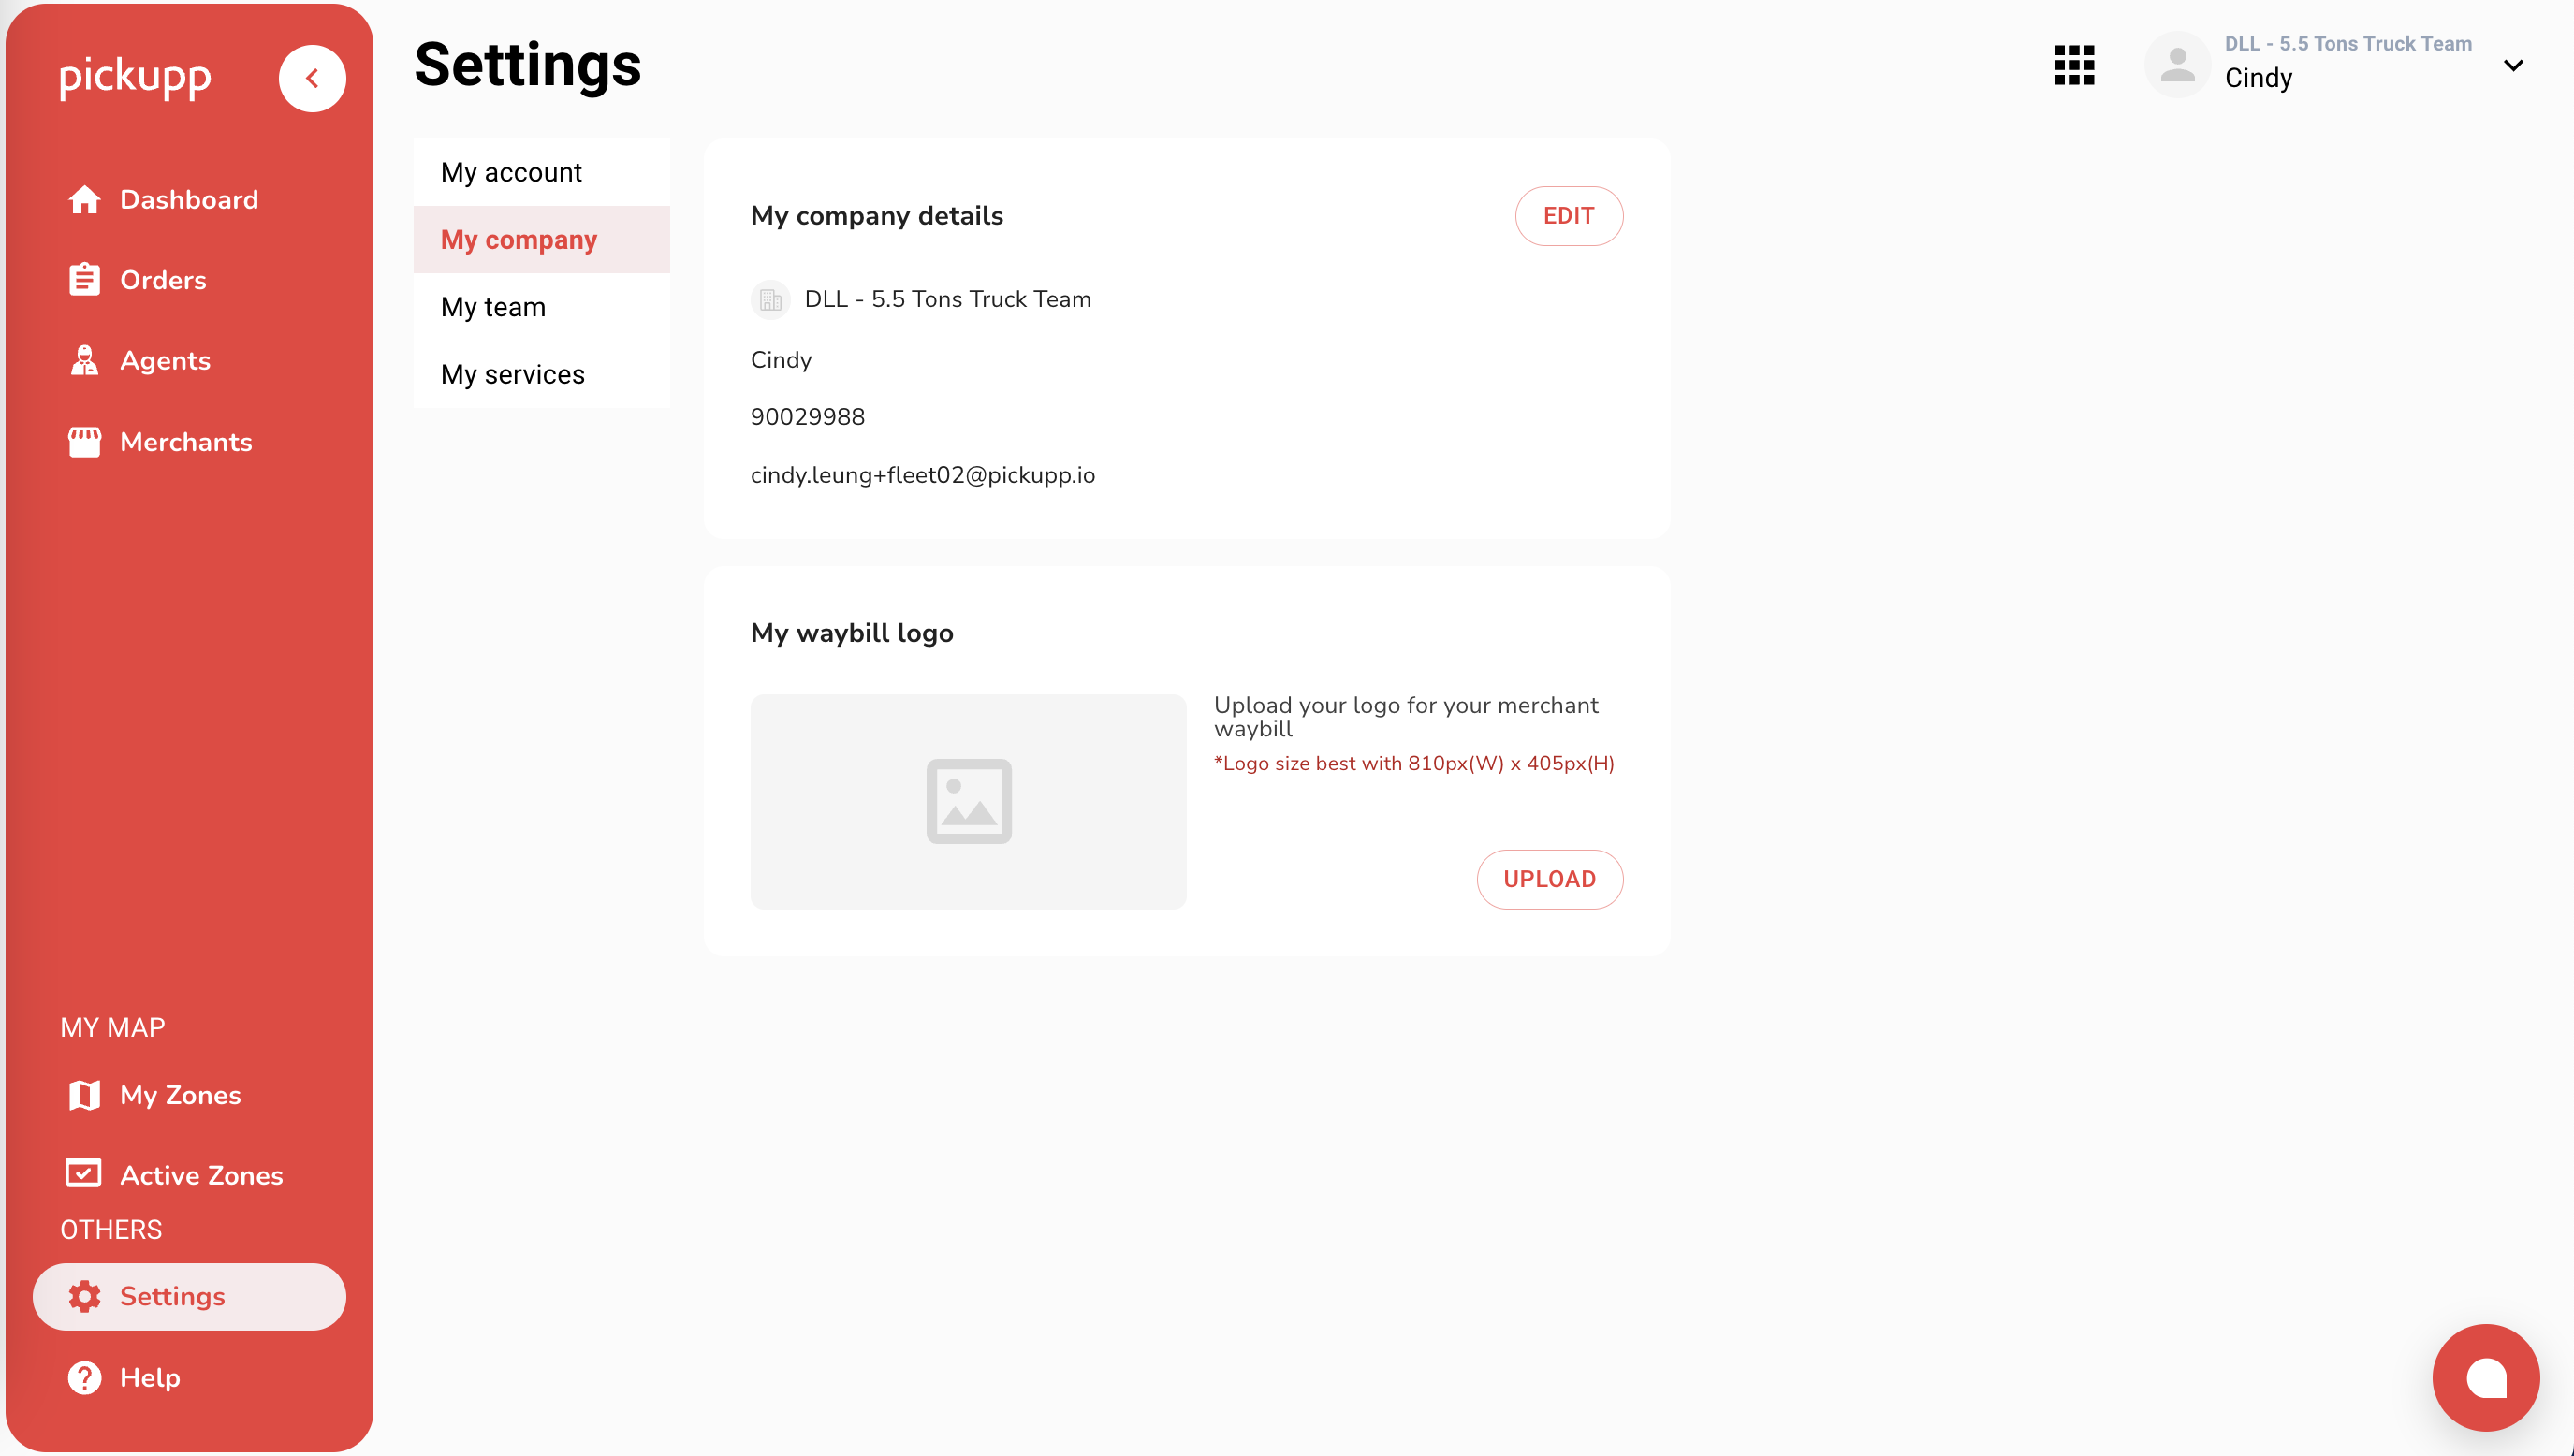 pickupp
Dashboard
Orders
Agents
Merchants
MY MAP
My Zones
Active Zones
OTHERS
Settings
Help
Settings
DLL - 5.5 Tons Truck Team
Cindy
My account
My company
My team
My services
My company details
EDIT
DLL - 5.5 Tons Truck Team
Cindy
90029988
cindy.leung+fleet02@pickupp.io
My waybill logo
Upload your logo for your merchant
waybill
*Logo size best with 810px(W) x 405px(H)
UPLOAD